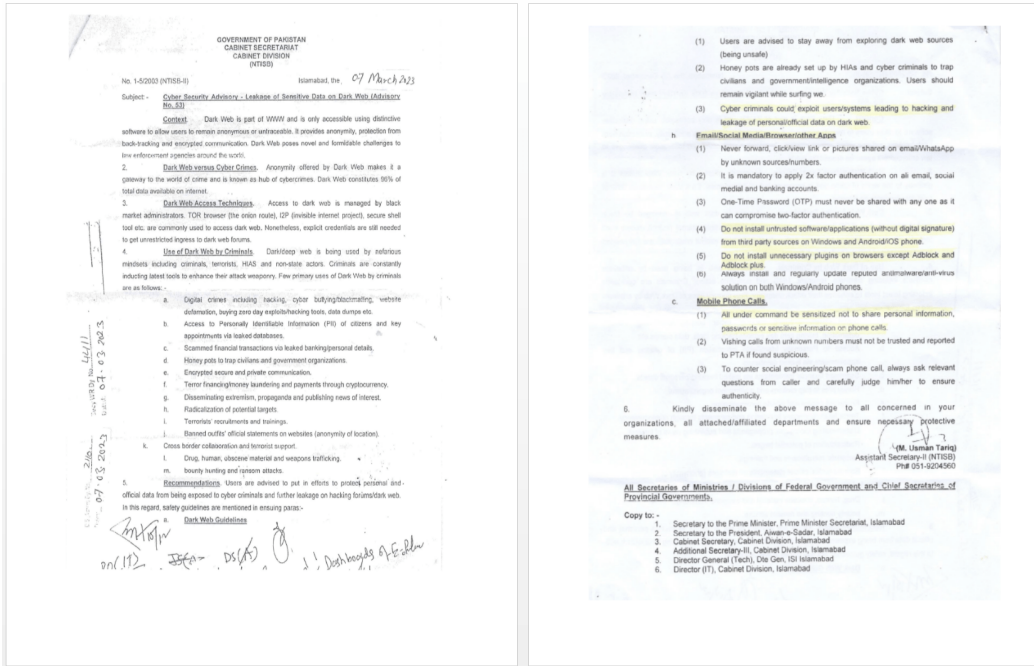 GOVERNMENT OF PAKISTAN
CABINET SECRETARIAT
CABINET DIVISION
(NTISB)
No. 1-5/2003 (NTISB-II)
Islamabad, the 07 March 2023
Subject:- Cyber Security Advisory - Leakage of Sensitive Data on Dark Web (Advisory
No. 53)
Context. Dark Web is part of WWW and is only accessible using distinctive
software to allow users to remain anonymous or untraceable. It provides anonymity, protection from
back-tracking and encrypted communication. Dark Web poses novel and formidable challenges to
law enforcement agencies around the world.
2. Dark Web versus Cyber Crimes. Anonymity offered by Dark Web makes it a
gateway to the world of crime and is known as hub of cybercrimes. Dark Web constitutes 90% of
total data available on internet.
3. Dark Web Access Techniques. Access to dark web is managed by black
market administrators. TOR browser (the onion route), I2P (invisible internet project), secure shell
tool etc. are commonly used to access dark web. Nonetheless, explicit credentials are still needed
to get unrestricted ingress to dark web forums.
4. Use of Dark Web by Criminals. Dark/deep web is being used by nefarious
mindsets including criminals, terrorists, HIAS and non-state actors. Criminals are constantly
inducting latest tools to enhance their attack weaponry. Few primary uses of Dark Web by criminals
are as follows:-
a. Digital crimes including hacking, cyber bullying/blackmailing, website
defamation, buying zero day exploits/hacking tools, data dumps etc.
b. Access to Personally Identifiable Information (PII) of citizens and key
appointments via leaked databases.
c. Scammed financial transactions via leaked banking/personal details.
d. Honey pots to trap civilians and government organizations.
e. Encrypted secure and private communication.
f. Terror financing/money laundering and payments through cryptocurrency.
g. Disseminating extremism, propaganda and publishing news of interest.
h. Radicalization of potential targets.
i. Terrorists' recruitments and trainings.
j. Banned outfits' official statements on websites (anonymity of location).
k. Cross border collaboration and terrorist support.
l. Drug, human, obscene material and weapons trafficking.
m. bounty hunting and ransom attacks.
5. Recommendations. Users are advised to put in efforts to protect personal and
official data from being exposed to cyber criminals and further leakage on hacking forums/dark web.
In this regard, safety guidelines are mentioned in ensuing paras:-
a. Dark Web Guidelines
DS(A)
07.03.2023
07-03-2023
(1) Users are advised to stay away from exploring dark web sources
(being unsafe)
(2) Honey pots are already set up by HIAs and cyber criminals to trap
civilians and government/intelligence organizations. Users should
remain vigilant while surfing we.
(3) Cyber criminals could exploit users/systems leading to hacking and
leakage of personal/official data on dark web.
b. Email/Social Media/Browser/other Apps
(1) Never forward, click/view link or pictures shared on email/WhatsApp
by unknown sources/numbers.
(2) It is mandatory to apply 2x factor authentication on all email, social
medial and banking accounts.
(3) One-Time Password (OTP) must never be shared with any one as it
can compromise two-factor authentication.
(4) Do not install untrusted software/applications (without digital signature)
from third party sources on Windows and Android/iOS phone.
(5) Do not install unnecessary plugins on browsers except Adblock and
Adblock plus.
(6) Always install and regularly update reputed antimalware/anti-virus
solution on both Windows/Android phones.
c. Mobile Phone Calls.
(1) All under command be sensitized not to share personal information,
passwords or sensitive information on phone calls.
(2) Vishing calls from unknown numbers must not be trusted and reported
to PTA if found suspicious.
(3) To counter social engineering/scam phone call, always ask relevant
questions from caller and carefully judge him/her to ensure
authenticity.
6. Kindly disseminate the above message to all concerned in your
organizations, all attached/affiliated departments and ensure necessary protective
measures.
(M. Usman Tariq)
Assistant Secretary-II (NTISB)
Ph# 051-9204560
All Secretaries of Ministries / Divisions of Federal Government and Chief Secretaries of
Provincial Governments.
Copy to: -
1. Secretary to the Prime Minister, Prime Minister Secretariat, Islamabad
2. Secretary to the President, Aiwan-e-Sadar, Islamabad
3. Cabinet Secretary, Cabinet Division, Islamabad
4. Additional Secretary-III, Cabinet Division, Islamabad
5. Director General (Tech), Dte Gen, ISI Islamabad
6. Director (IT), Cabinet Division, Islamabad